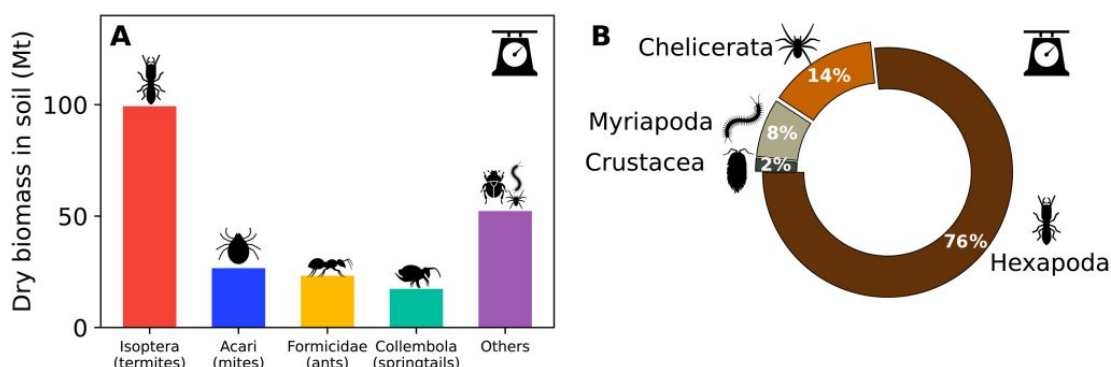 A
Dry biomass in soil (Mt)
100
50
0
Isoptera
(termites)
Acari
(mites)
Formicidae
(ants)
Collembola
(springtails)
Others
B
Chelicerata
14%
Myriapoda
8%
Crustacea
2%
76%
Hexapoda